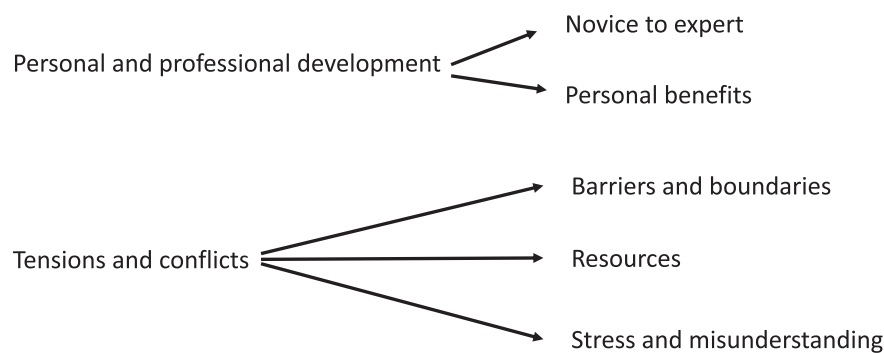 Novice to expert
Personal and professional development
Personal benefits
Barriers and boundaries
Tensions and conflicts
Resources
Stress and misunderstanding